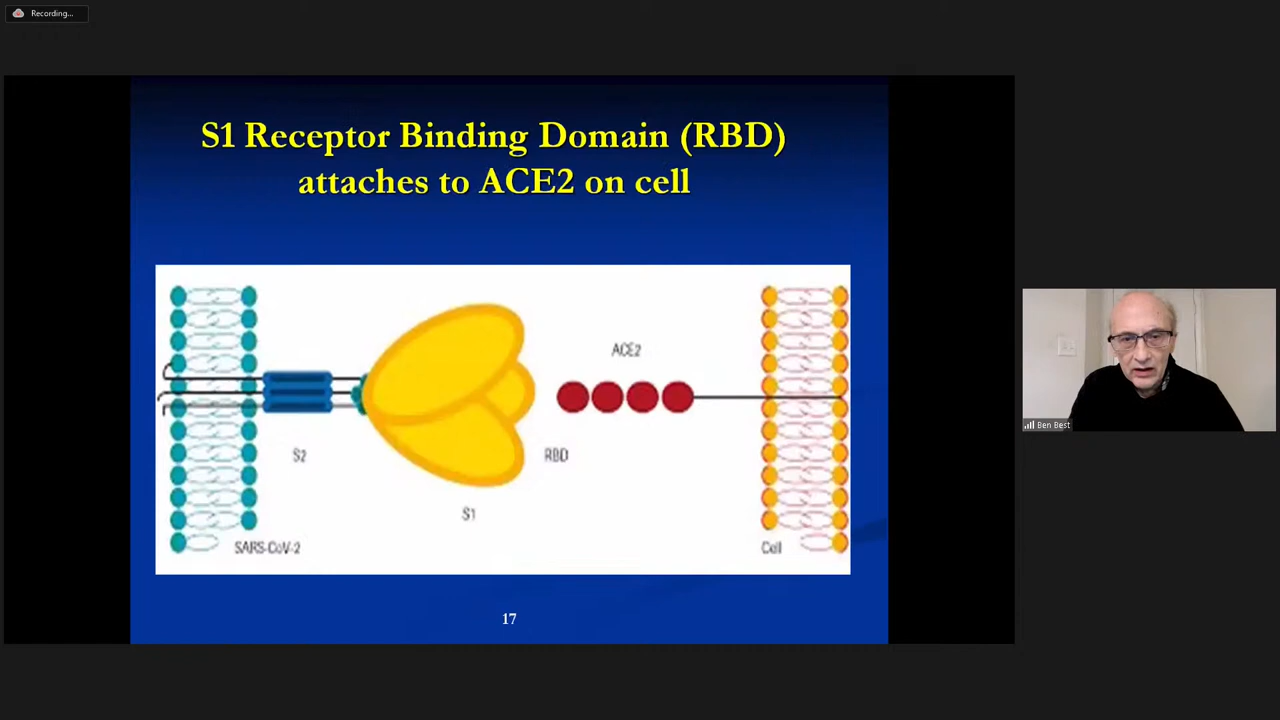 Recording...
S1 Receptor Binding Domain (RBD)
attaches to ACE2 on cell
ACE2
S2
RBD
S1
SARS-CoV-2
Cell
17
Ben Best